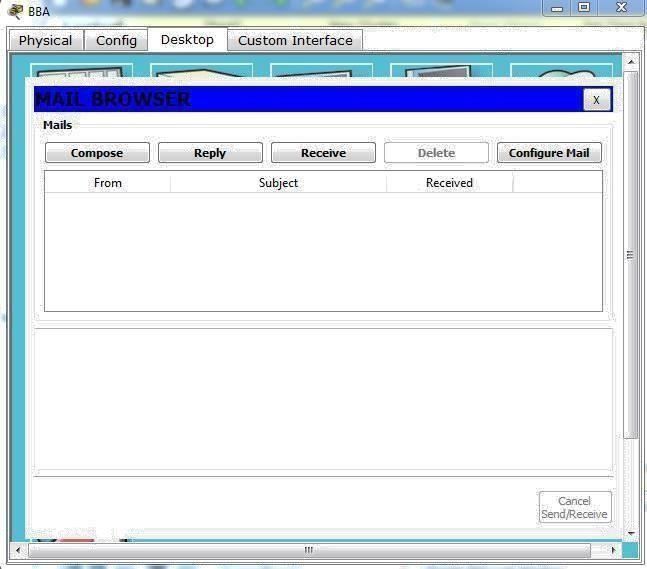 BBA
Physical Config Desktop Custom Interface
MAIL BROWSER X
Mails
Compose Reply Receive Delete Configure Mail
From Subject Received
Cancel
Send/Receive